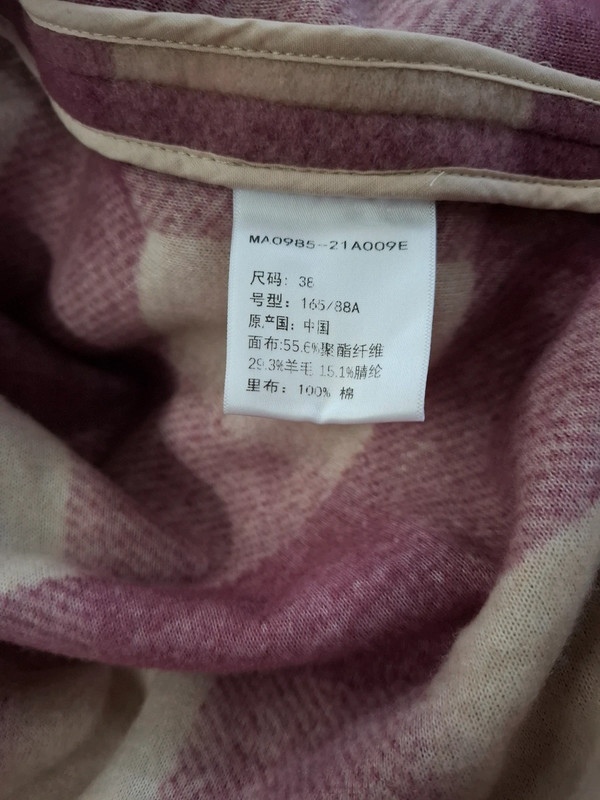 MA0985-21A009E
尺码: 38
号型: 165/88A
原产国: 中国
面布:55.6%聚酯纤维
29.3%羊毛 15.1%腈纶
里布: 100% 棉